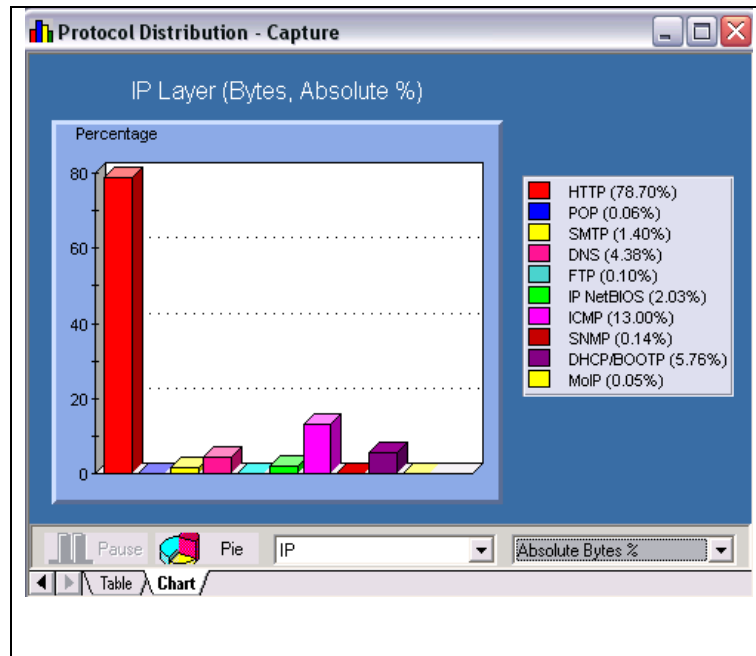 Protocol Distribution - Capture
IP Layer (Bytes, Absolute %)
Percentage
80
60
40
20
0
HTTP (78.70%)
POP (0.06%)
SMTP (1.40%)
DNS (4.38%)
FTP (0.10%)
IP NetBIOS (2.03%)
ICMP (13.00%)
SNMP (0.14%)
DHCP/BOOTP (5.76%)
MoIP (0.05%)
Pause Pie IP Absolute Bytes %
Table Chart